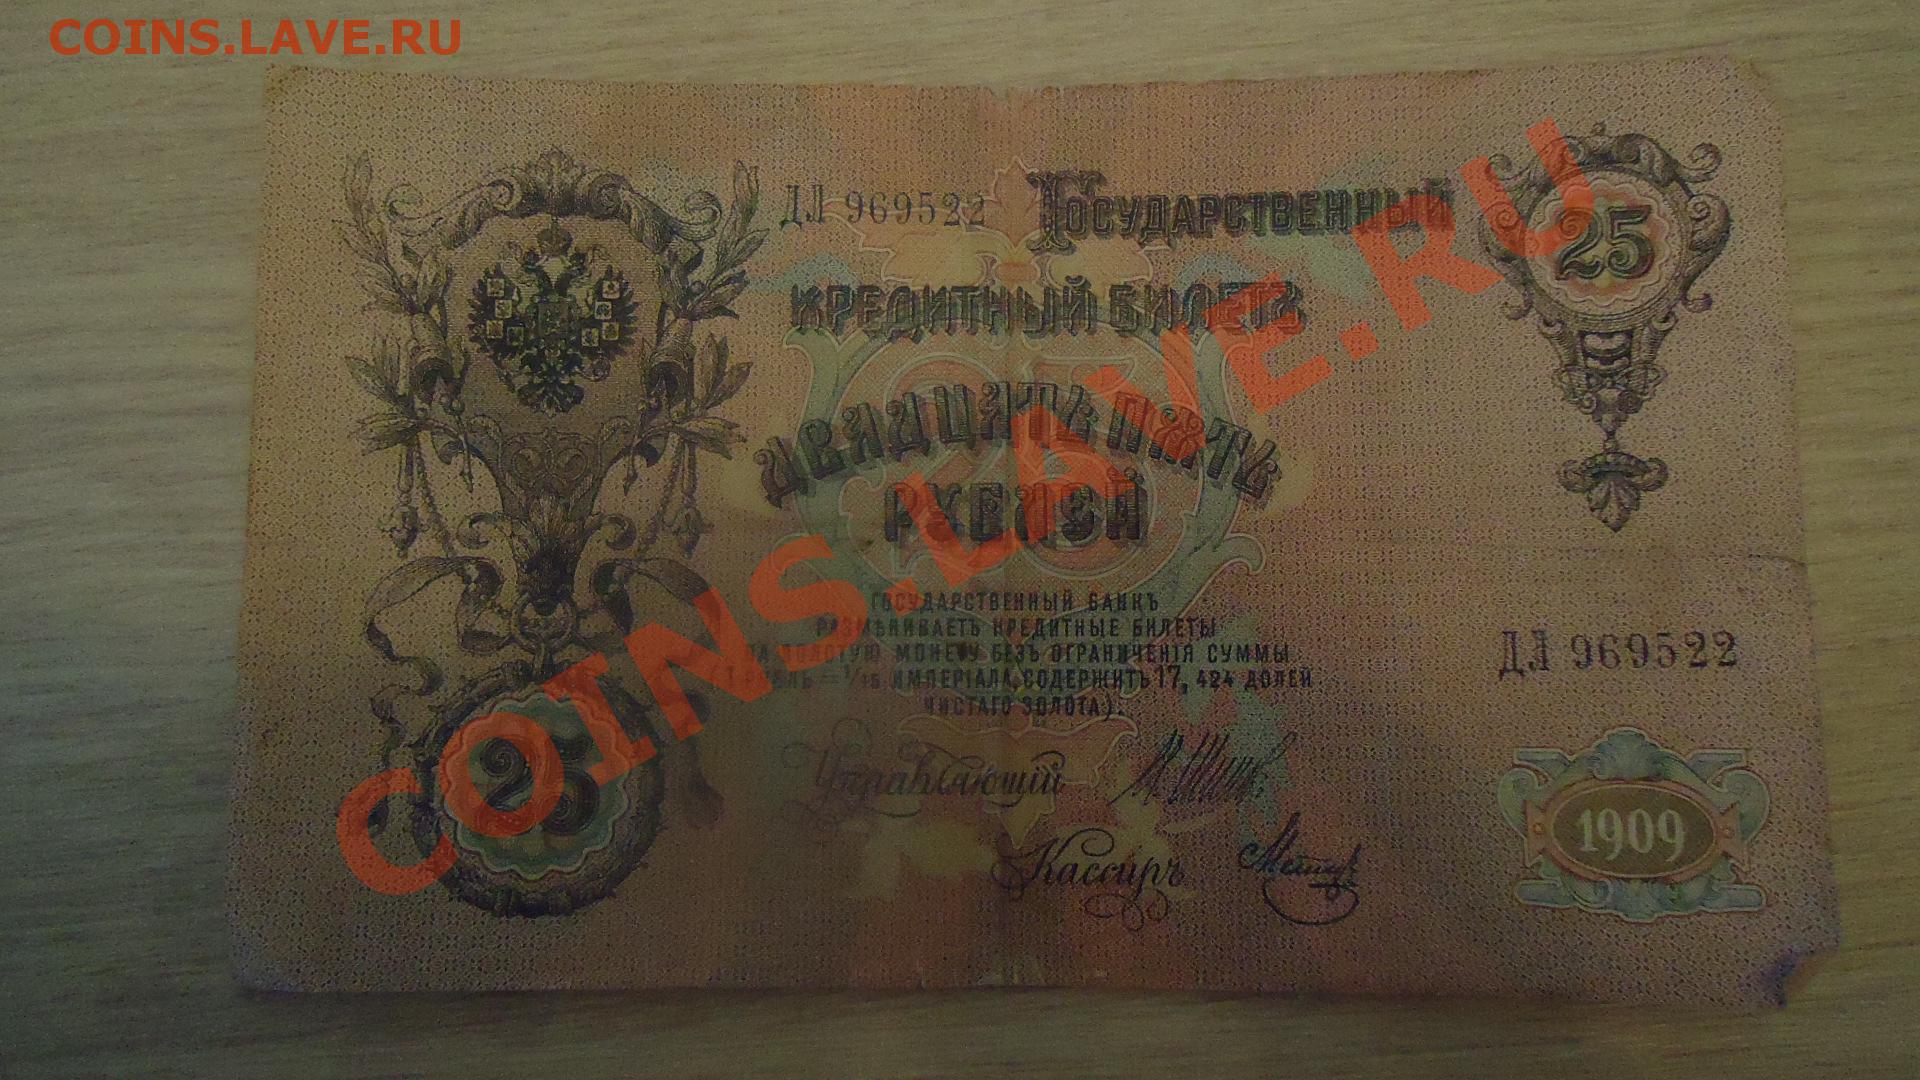 COINS.LAVE.RU
ДЛ 969522
ГОСУДАРСТВЕННЫЙ
25
КРЕДИТНЫЙ БИЛЕТЪ
ДВАДЦАТЬ ПЯТЬ
РУБЛЕЙ
ГОСУДАРСТВЕННЫЙ БАНКЪ
РАЗМѢНИВАЕТЪ КРЕДИТНЫЕ БИЛЕТЫ
НА ЗОЛОТУЮ МОНЕТУ БЕЗЪ ОГРАНИЧЕНІЯ СУММЫ
(1 РУБЛЬ = 1/15 ИМПЕРІАЛА, СОДЕРЖИТЪ 17, 424 ДОЛЕЙ
ЧИСТАГО ЗОЛОТА).
ДЛ 969522
Управляющій
25
Кассиръ
1909
COINS.LAVE.RU